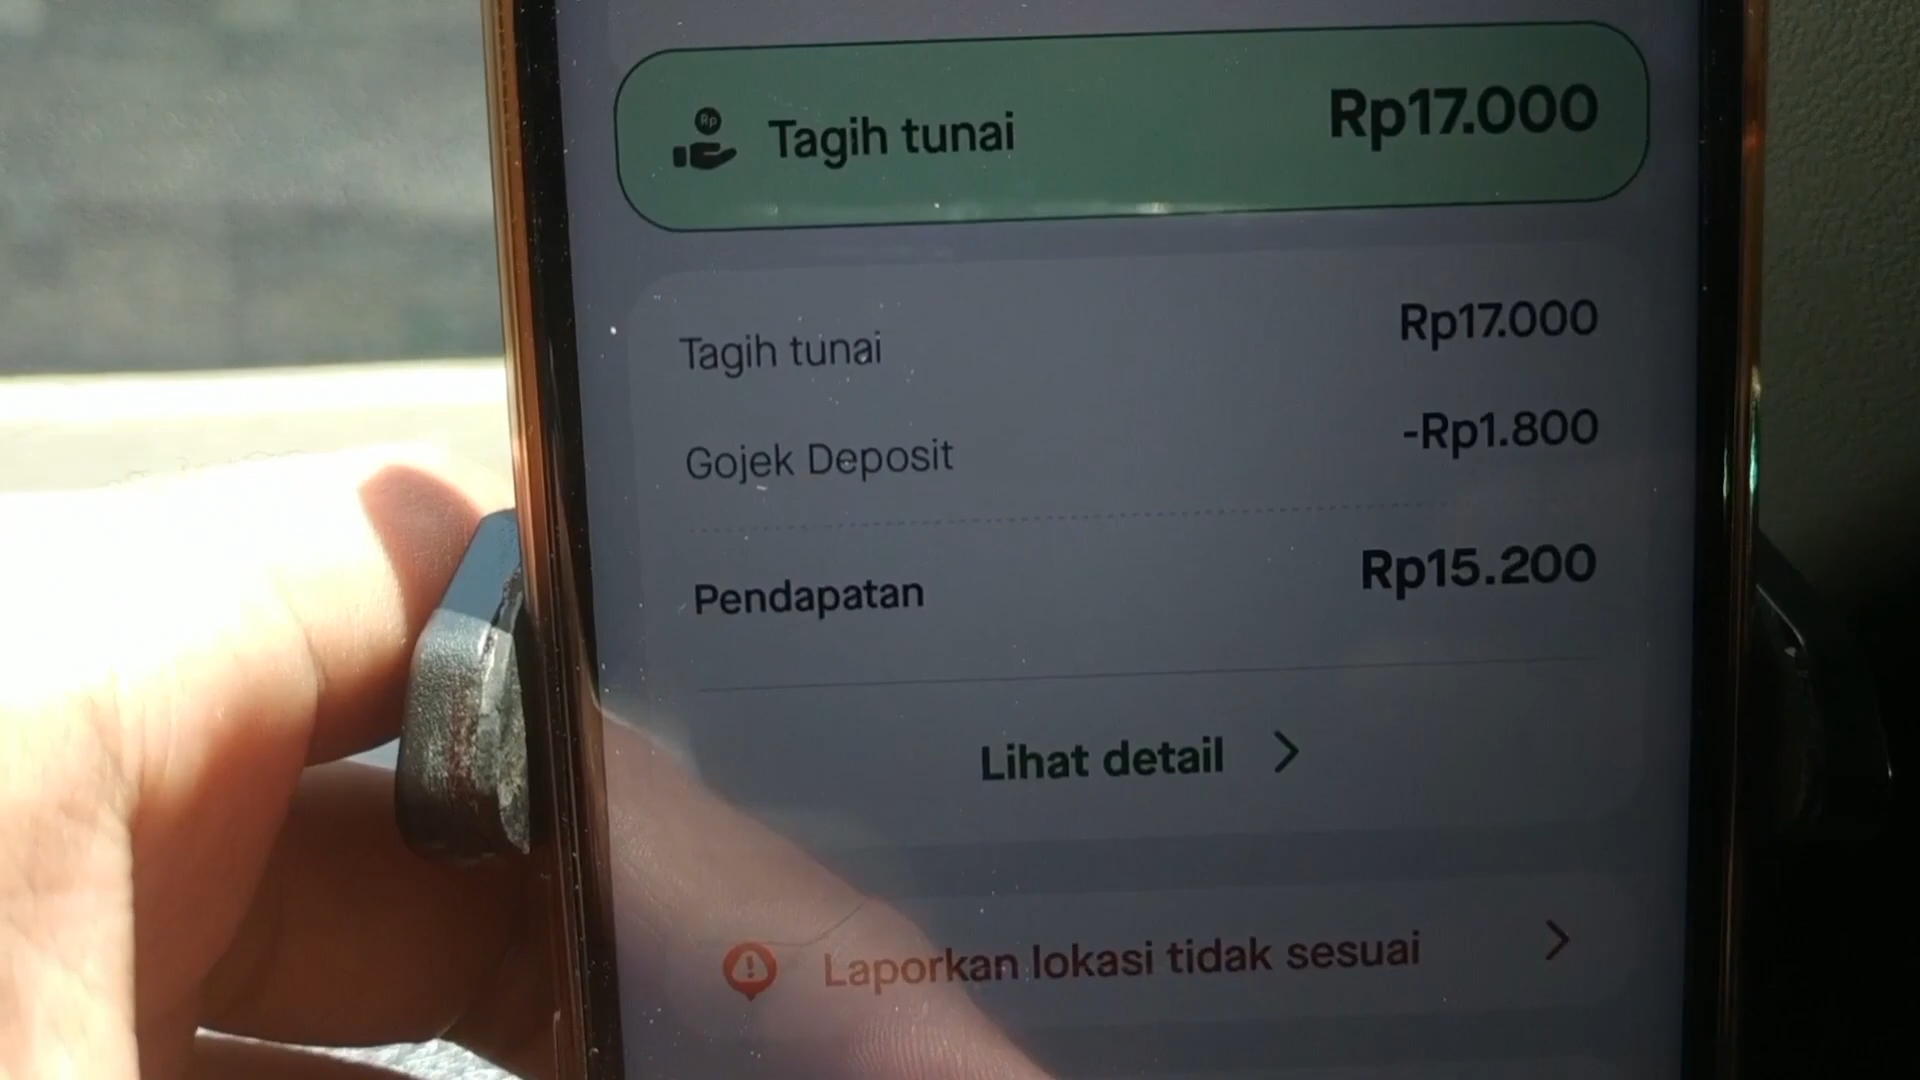 Rp
Tagih tunai Rp17.000
Tagih tunai Rp17.000
Gojek Deposit -Rp1.800
Pendapatan Rp15.200
Lihat detail
Laporkan lokasi tidak sesuai